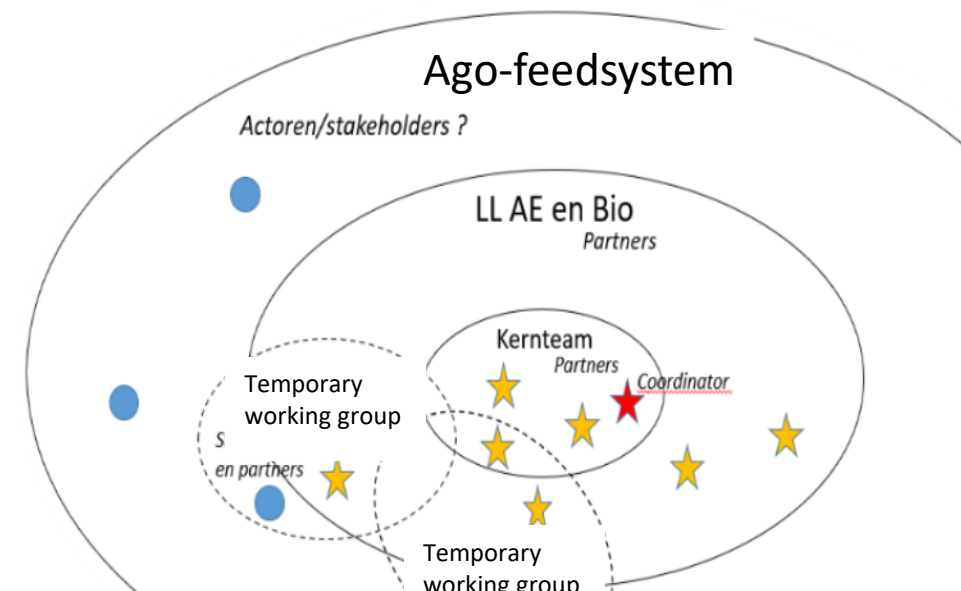 Ago-feedsystem
Actoren/stakeholders ?
LL AE en Bio
Partners
Kernteam
Partners
Coordinator
Temporary
working group
S
en partners
Temporary
working group